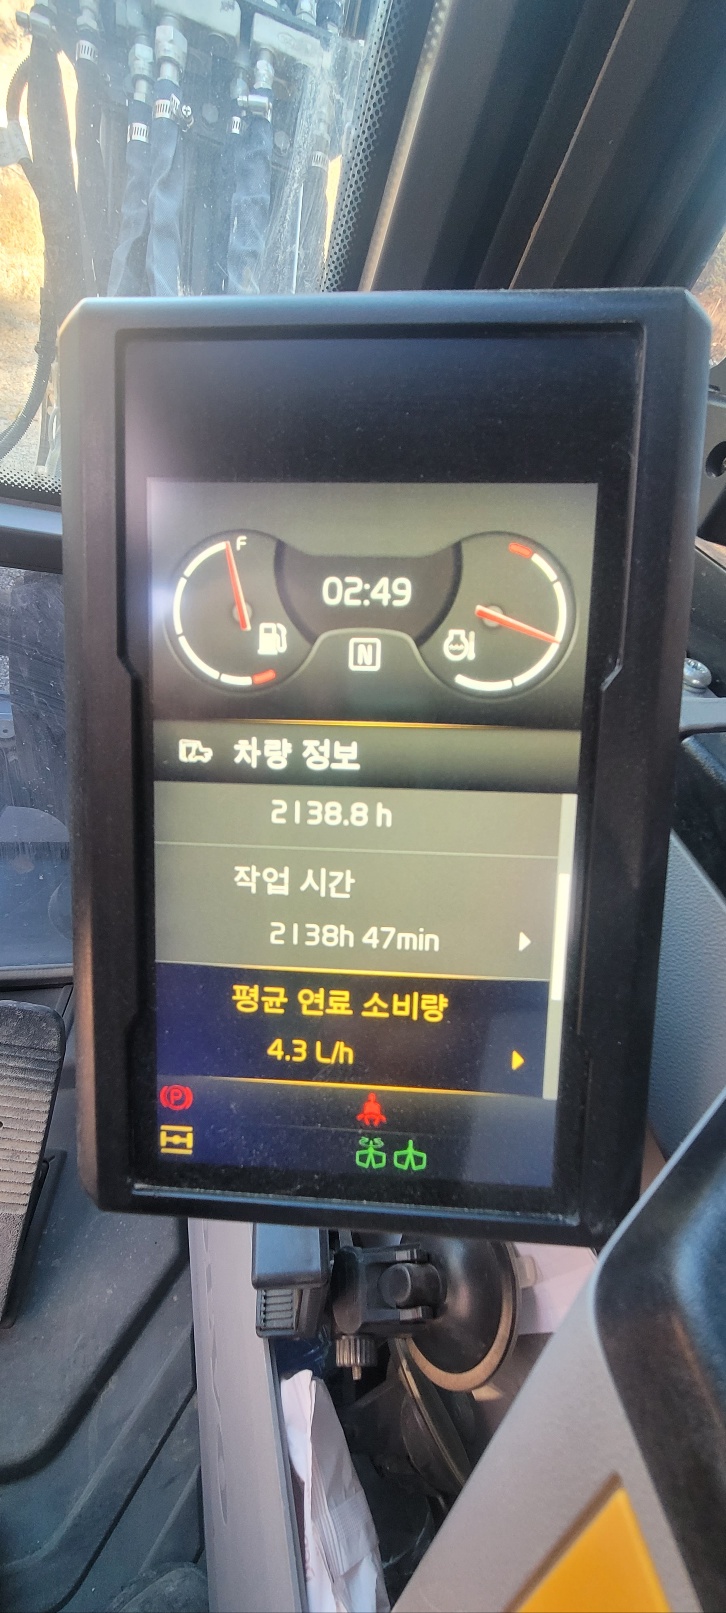 F
02:49
N
차량 정보
2138.8 h
작업 시간
2138h 47min
평균 연료 소비량
4.3 L/h
P